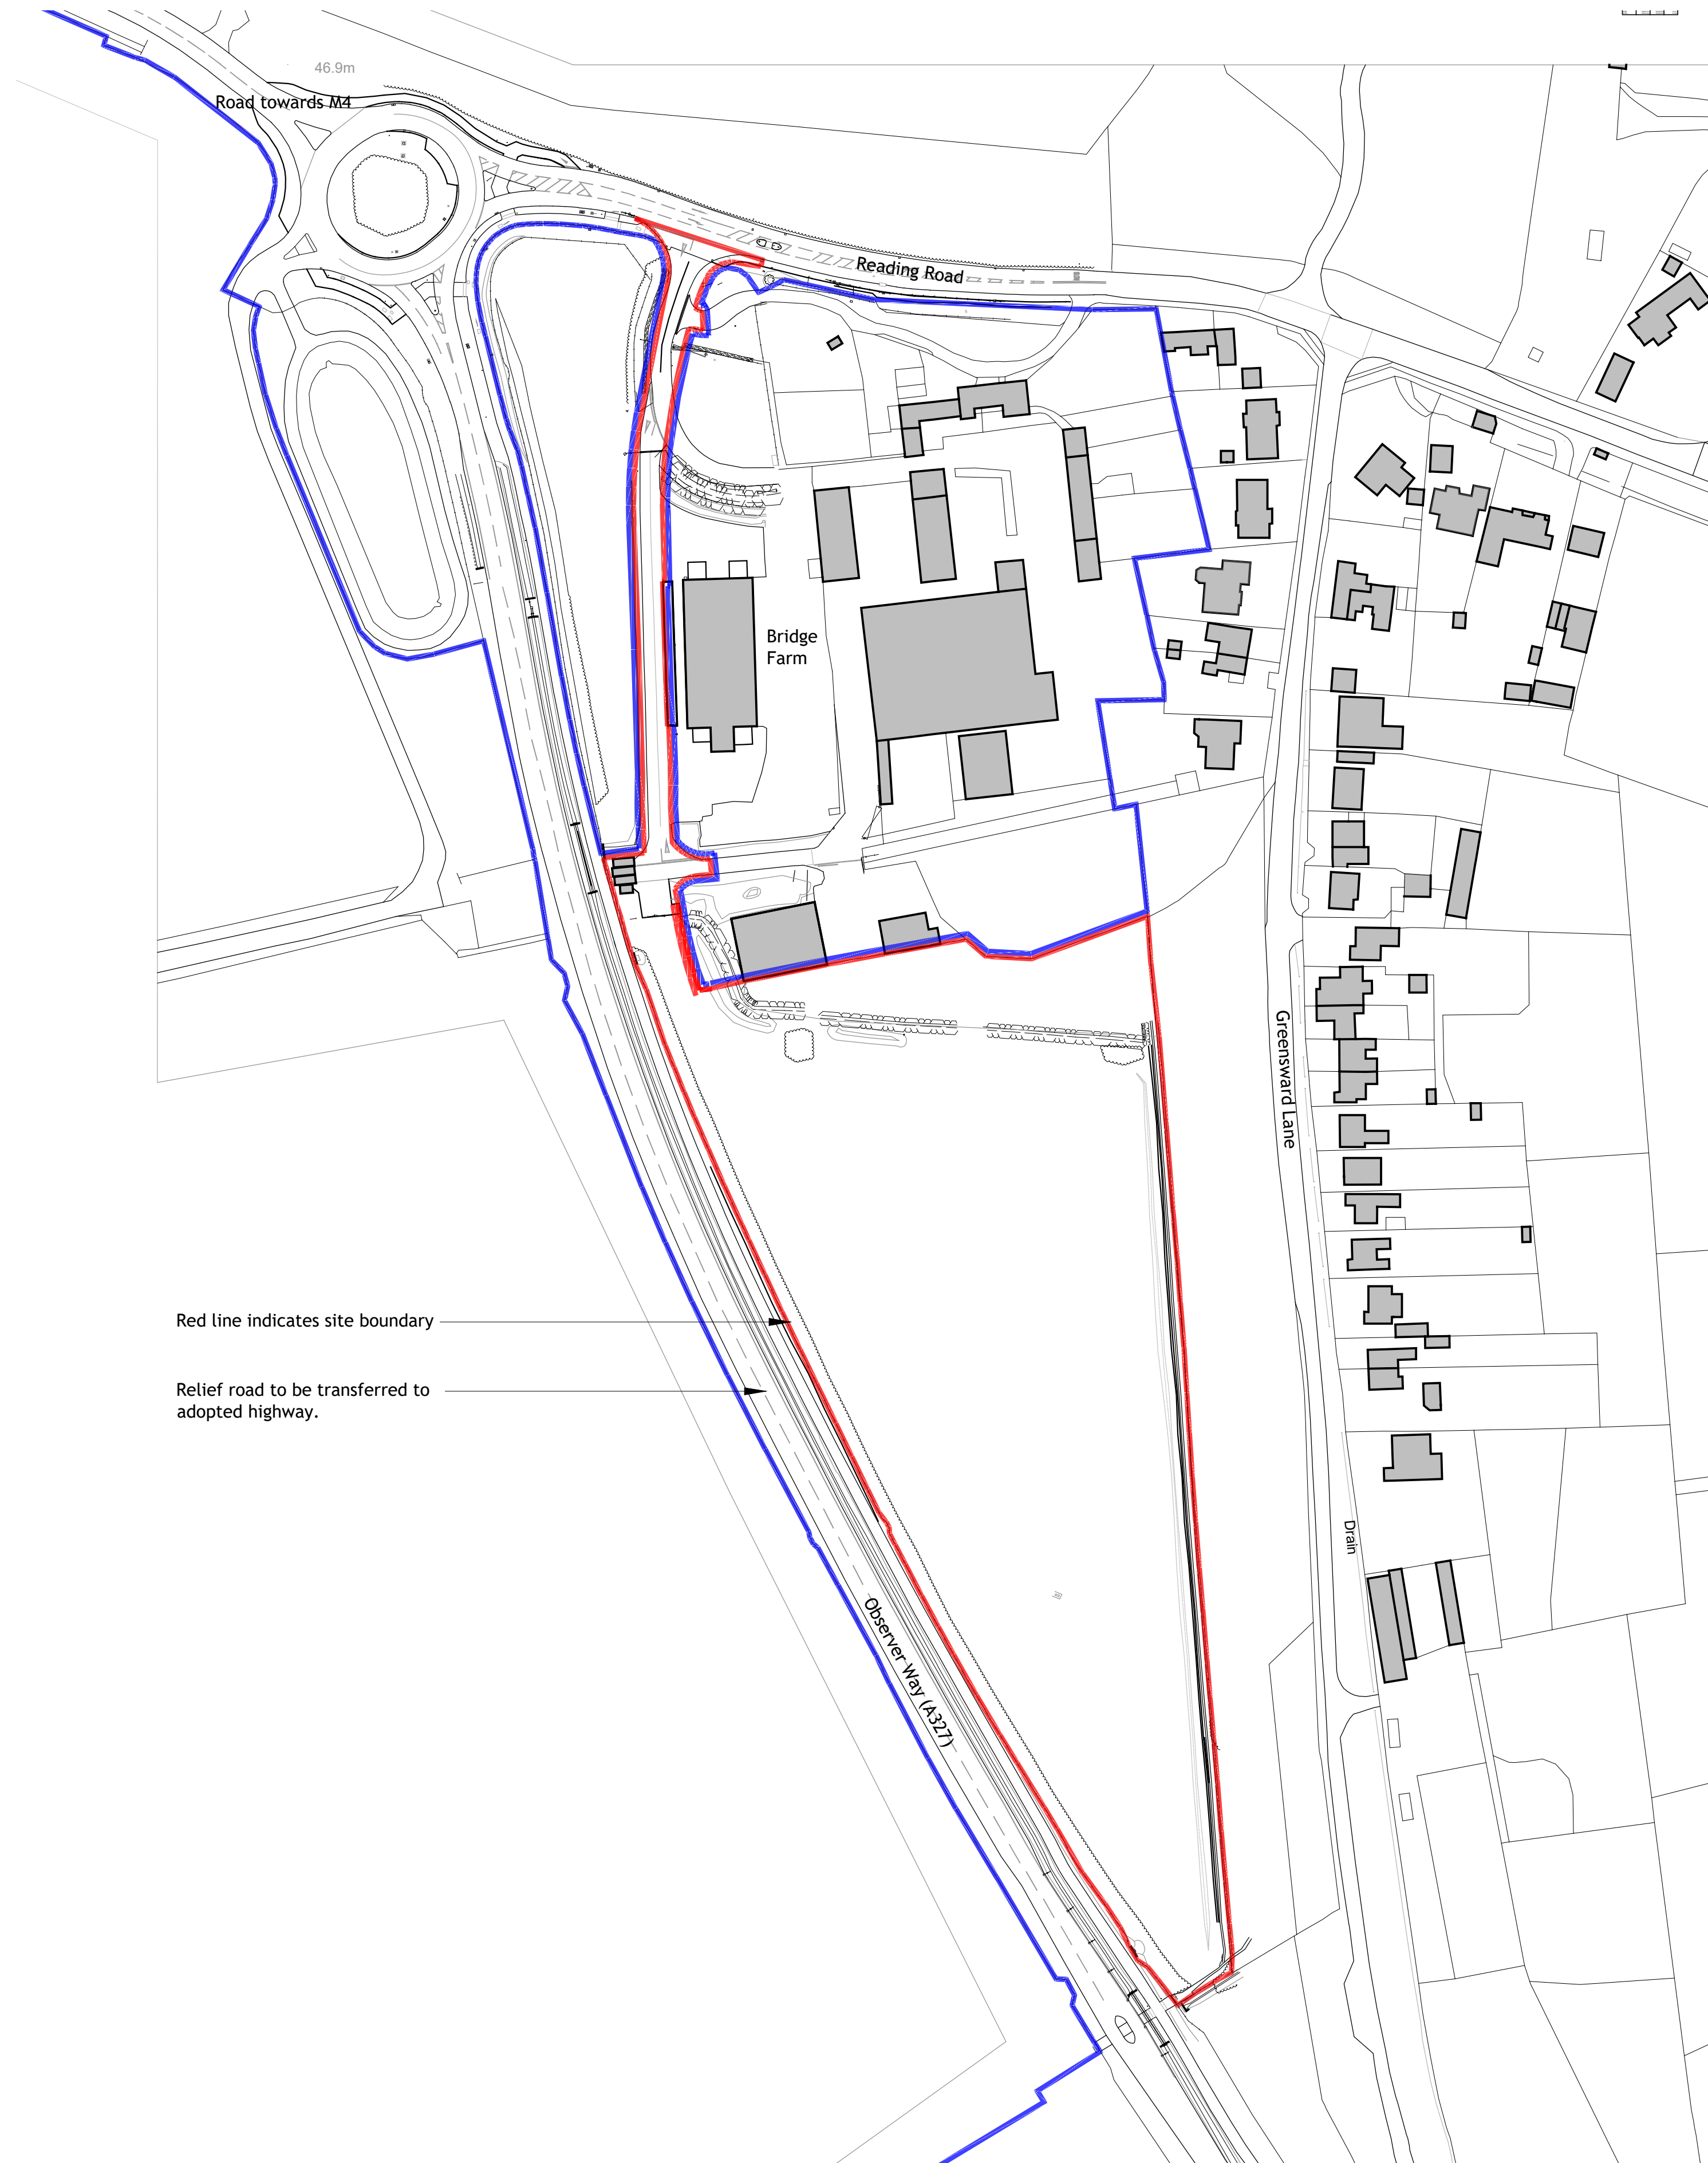 46.9m
Road towards M4
Reading Road
Bridge
Farm
Greensward Lane
Red line indicates site boundary
Relief road to be transferred to
adopted highway.
Drain
Observer Way (A327)